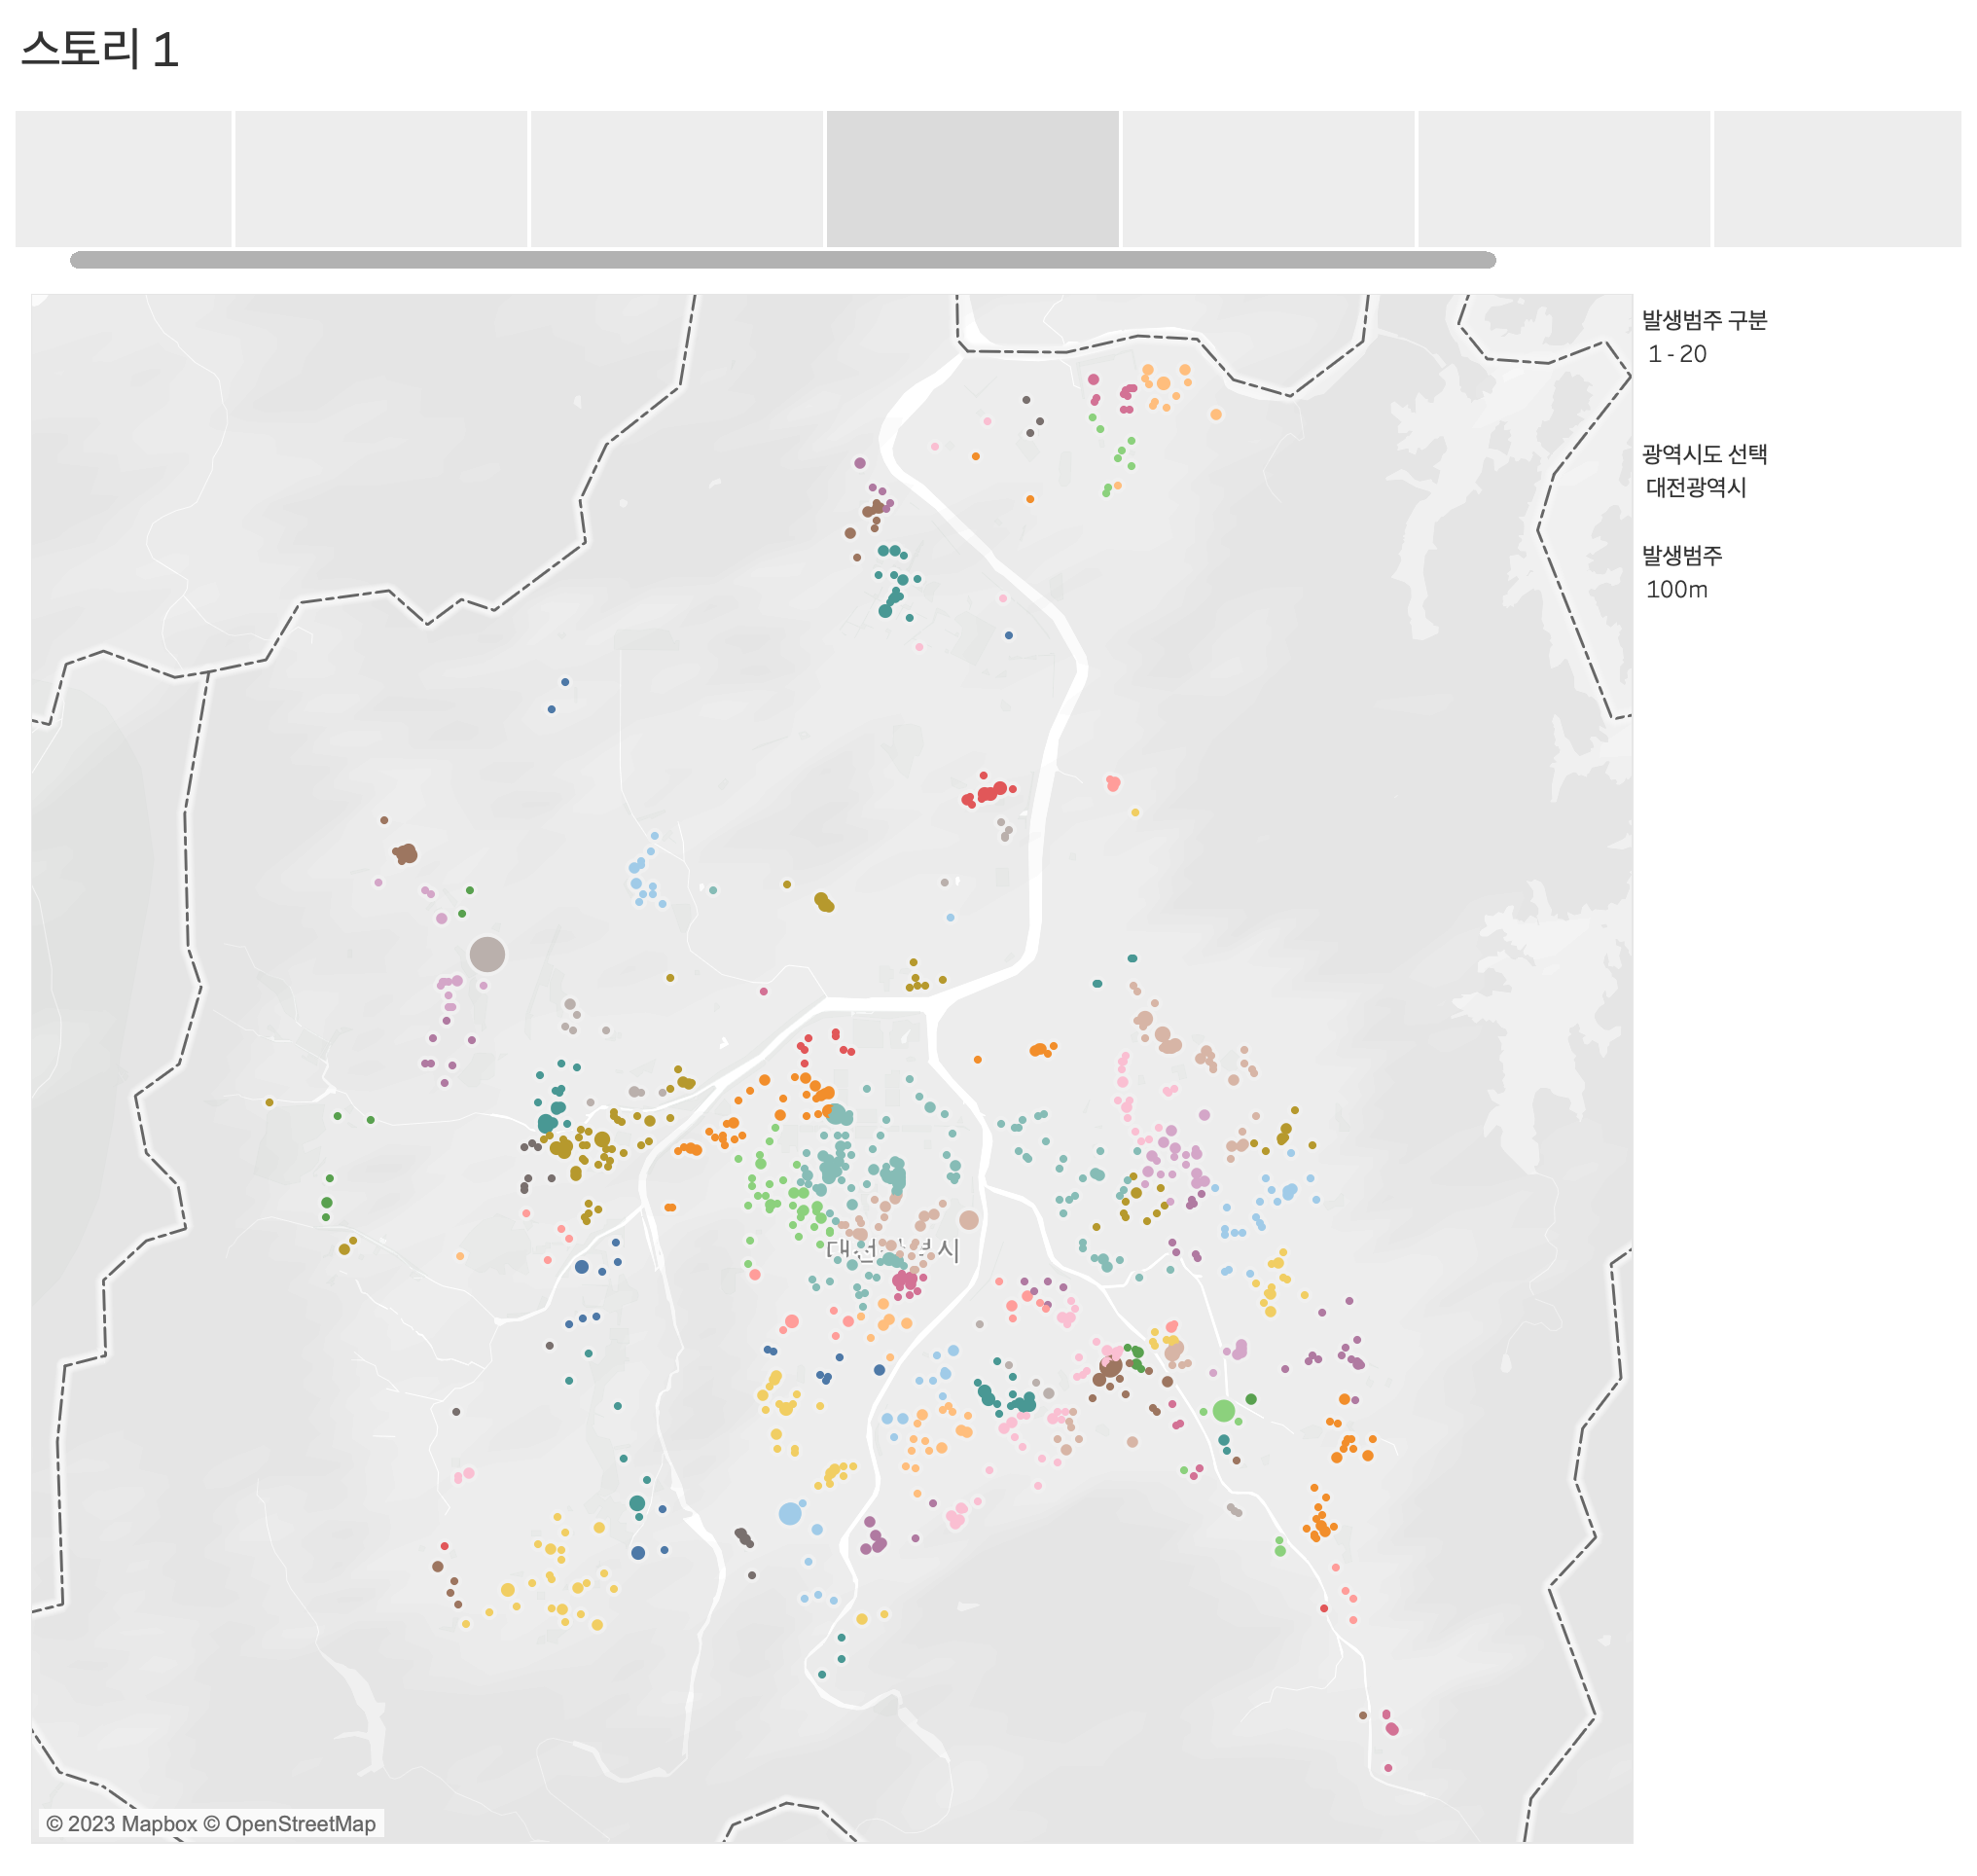 스토리 1
발생범주 구분
1 - 20
광역시도 선택
대전광역시
발생범주
100m
© 2023 Mapbox © OpenStreetMap